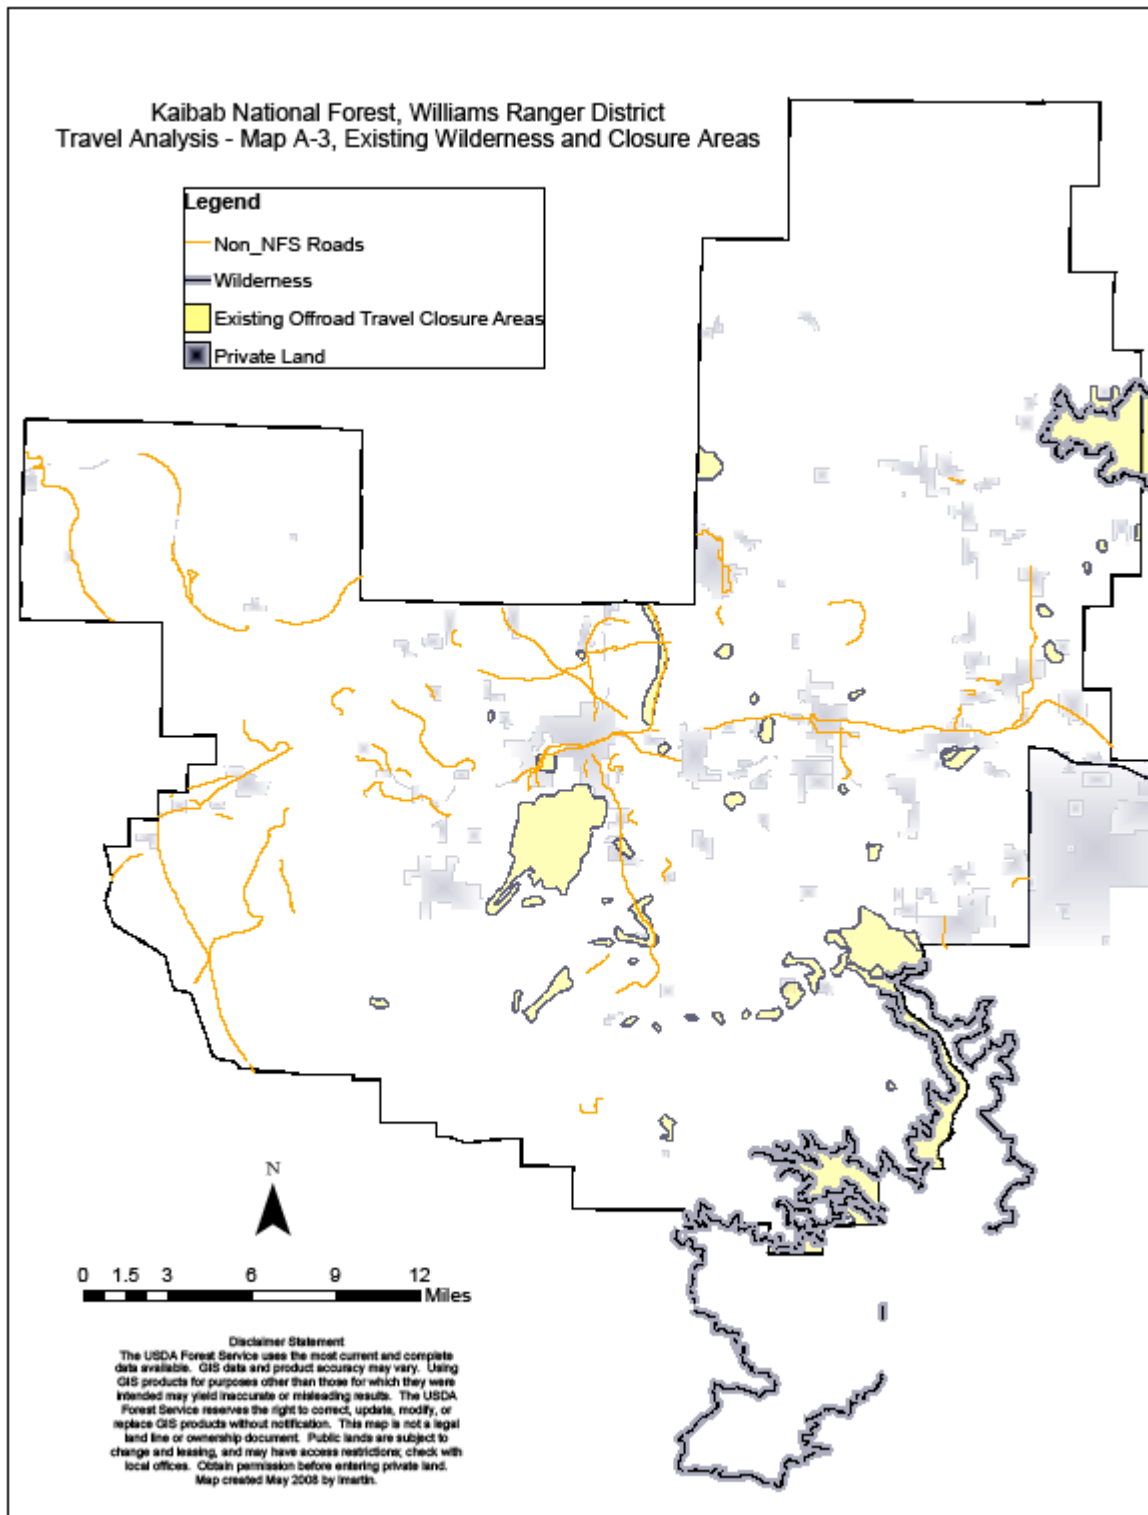 Kaibab National Forest, Williams Ranger District
Travel Analysis - Map A-3, Existing Wilderness and Closure Areas
Legend
Non_NFS Roads
Wilderness
Existing Offroad Travel Closure Areas
Private Land
N
0 1.5 3 6 9 12
Miles
Disclaimer Statement
The USDA Forest Service uses the most current and complete
data available. GIS data and product accuracy may vary. Using
GIS products for purposes other than those for which they were
intended may yield inaccurate or misleading results. The USDA
Forest Service reserves the right to correct, update, modify, or
replace GIS products without notification. This map is not a legal
land line or ownership document. Public lands are subject to
change and leasing, and may have access restrictions; check with
local offices. Obtain permission before entering private land.
Map created May 2008 by lmartin.